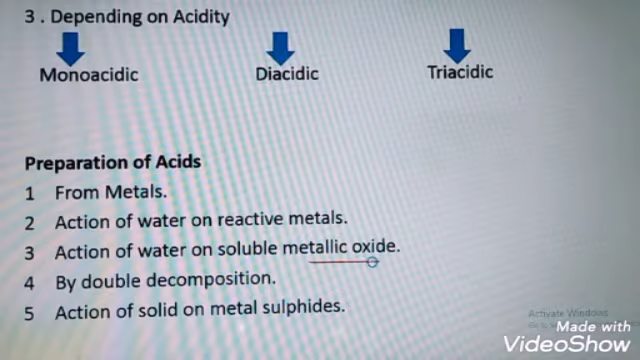 3 . Depending on Acidity
Monoacidic Diacidic Triacidic
Preparation of Acids
1 From Metals.
2 Action of water on reactive metals.
3 Action of water on soluble metallic oxide.
4 By double decomposition.
5 Action of solid on metal sulphides.
Activate Windows
Made with
VideoShow